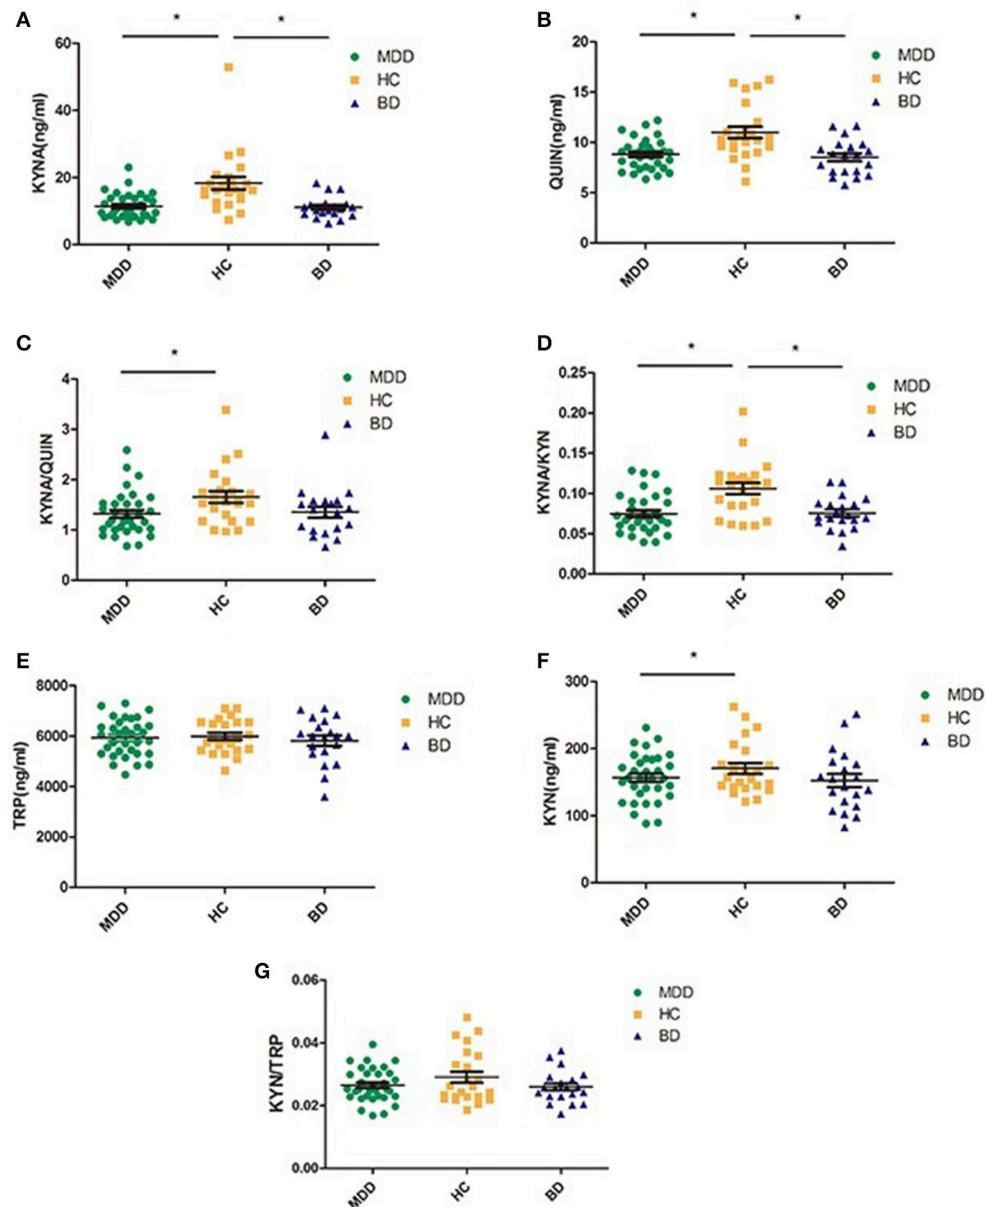 A
* *
60
40
20
0
KYNA(ng/ml)
MDD
HC
BD
MDD
HC
BD
B
* *
20
15
10
5
0
QUIN(ng/ml)
MDD
HC
BD
MDD
HC
BD
C
*
4
3
2
1
0
KYNA/QUIN
MDD
HC
BD
MDD
HC
BD
D
* *
0.25
0.20
0.15
0.10
0.05
0.00
KYNA/KYN
MDD
HC
BD
MDD
HC
BD
E
8000
6000
4000
2000
0
TRP(ng/ml)
MDD
HC
BD
MDD
HC
BD
F
*
300
200
100
0
KYN(ng/ml)
MDD
HC
BD
MDD
HC
BD
G
0.06
0.04
0.02
0.00
KYN/TRP
MDD
HC
BD
MDD
HC
BD